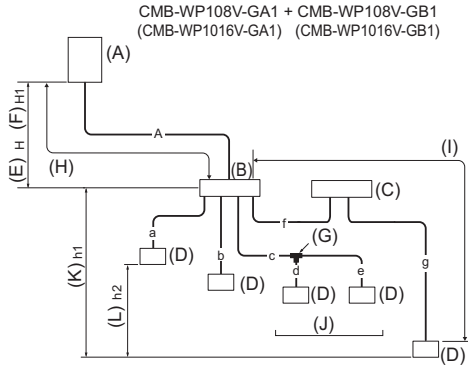 CMB-WP108V-GA1 + CMB-WP108V-GB1
(CMB-WP1016V-GA1) (CMB-WP1016V-GB1)
(A)
(E) H (F) H1
A
(H)
(I)
(B)
(C)
f
(G)
a
(D)
b
(D)
c
d
(D)
e
(D)
g
(K) h1
(L) h2
(J)
(D)